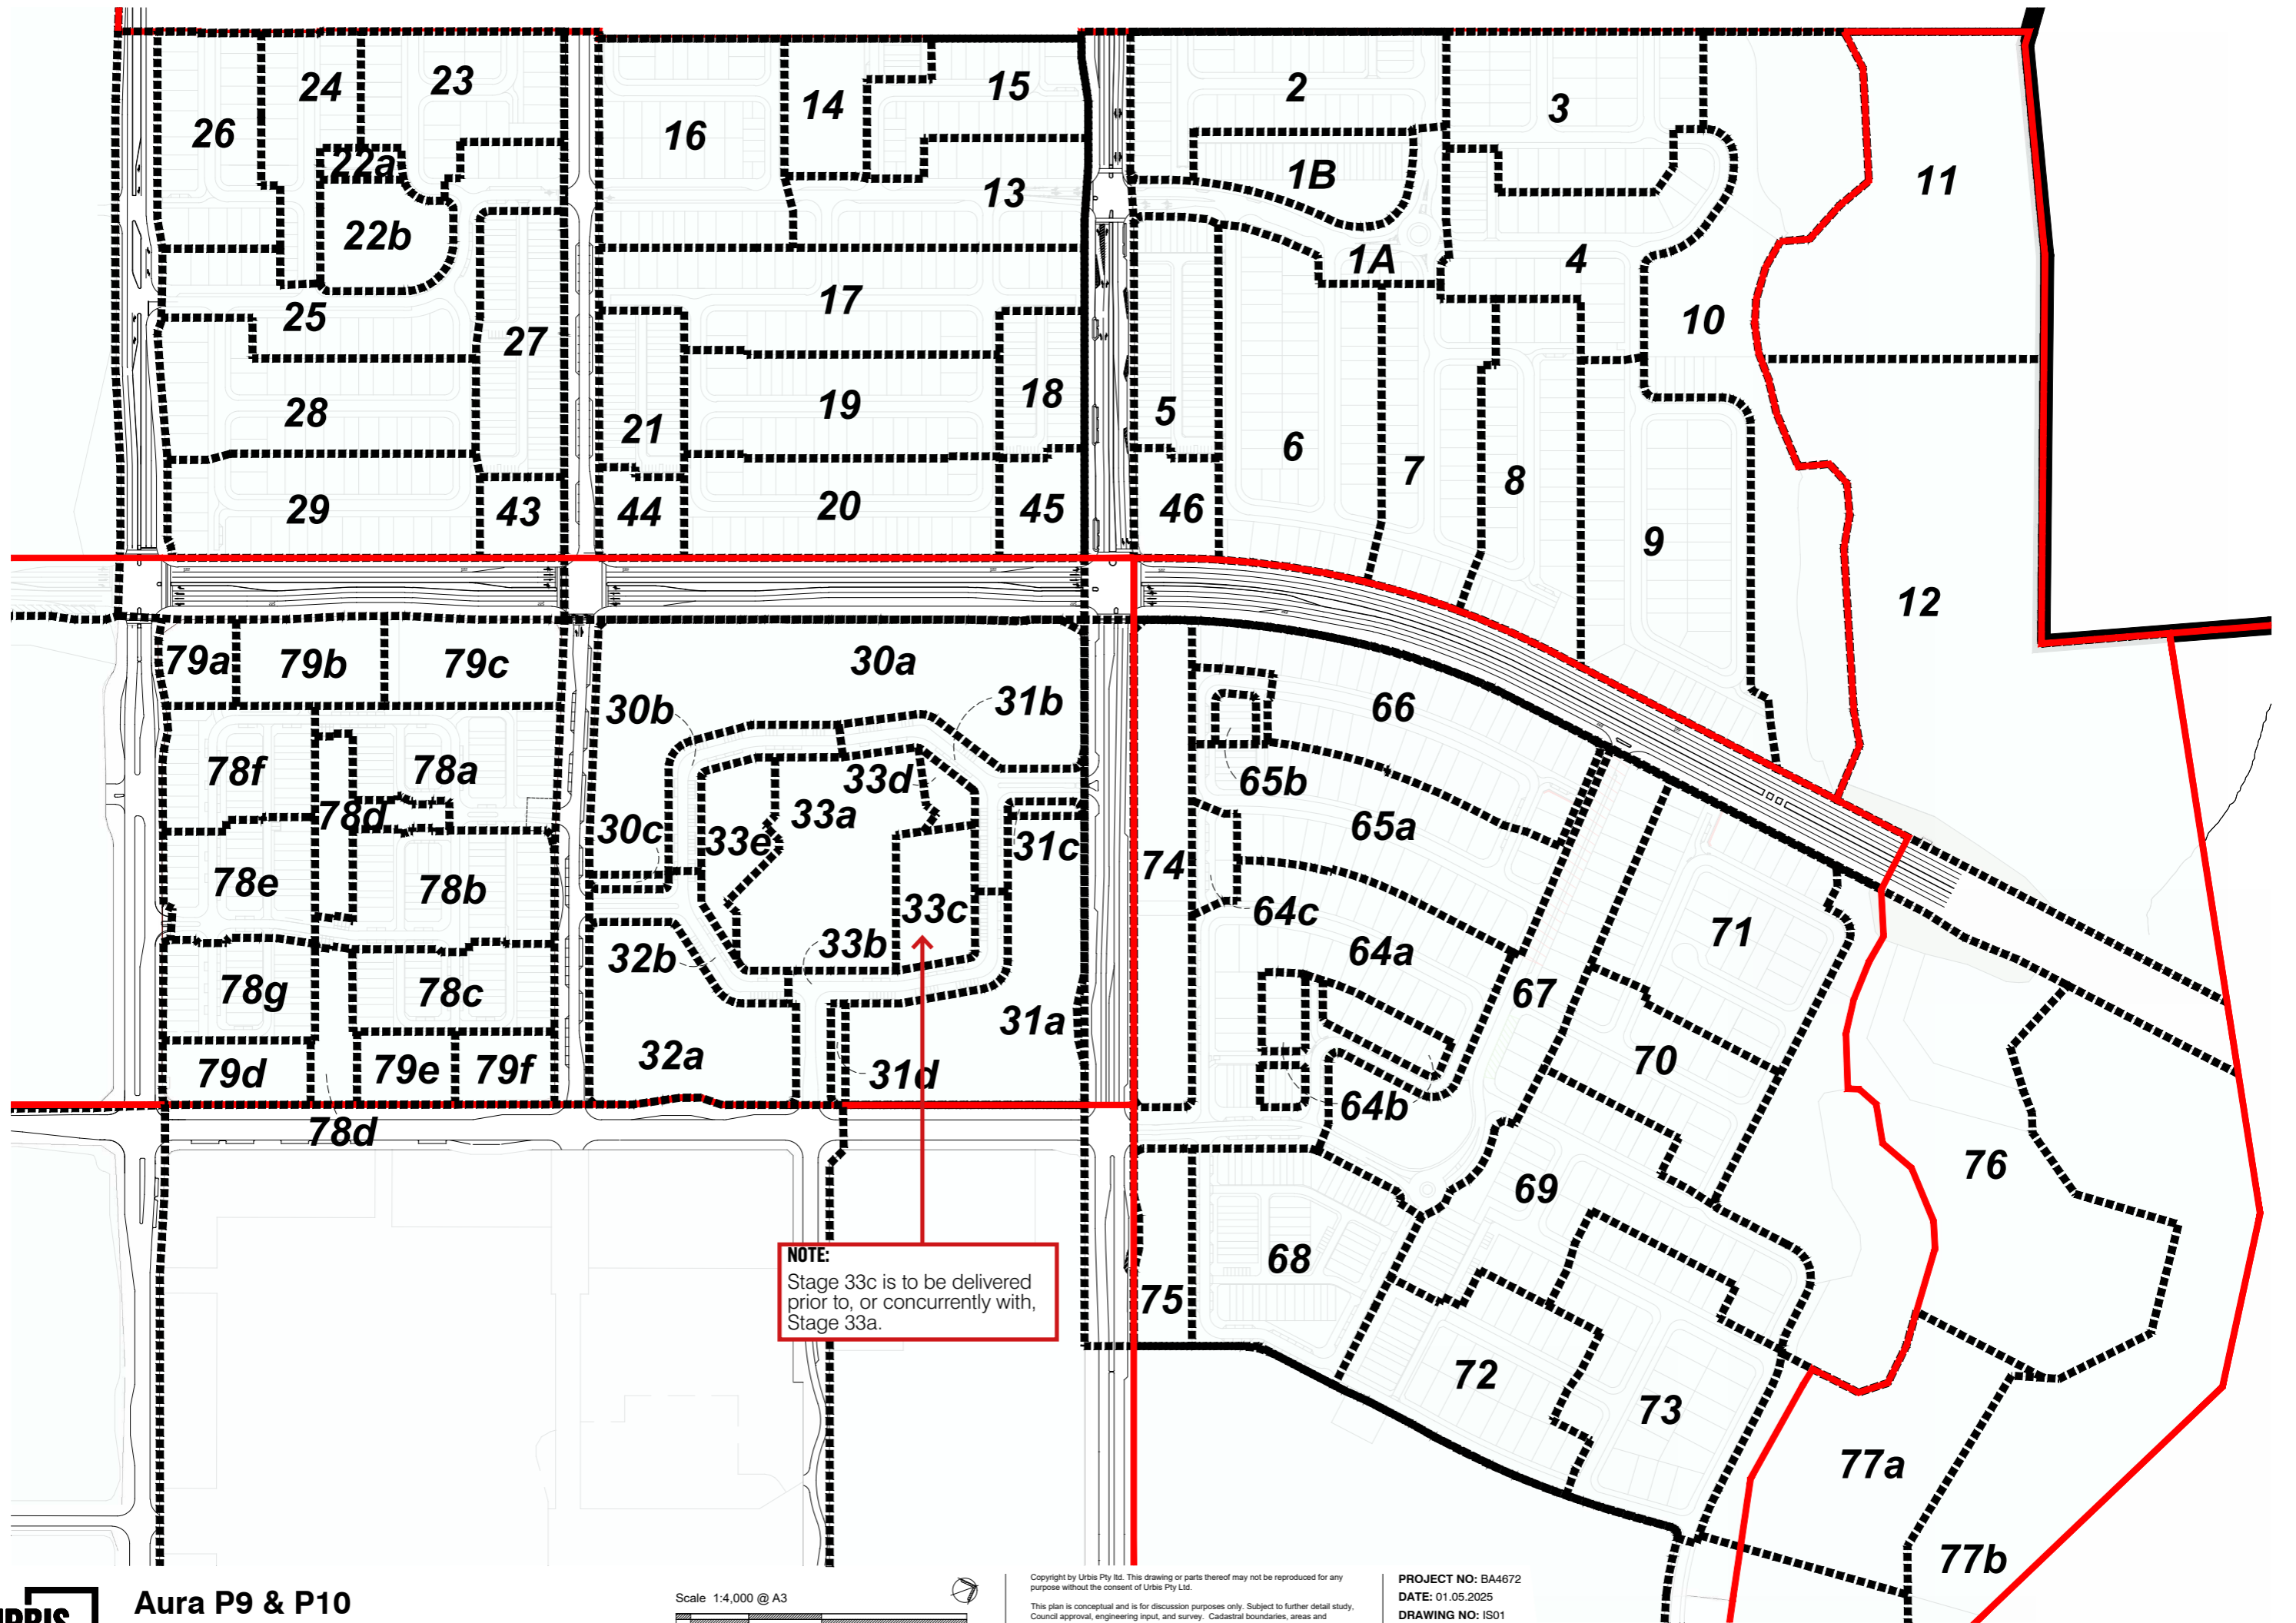 2
24
23
15
14
3
26
16
22a
1B
11
13
22b
1A
4
17
10
25
27
18
19
28
5
21
6
7
8
20
45
46
29
43
44
9
12
79a
79b
79c
30a
31b
30b
66
78f
78a
33d
65b
33a
78d
65a
30c
33e
31c
74
78e
78b
33c
64c
71
33b
64a
32b
78g
78c
67
31a
32a
70
79d
79e
79f
31d
64b
78d
76
69
NOTE:
Stage 33c is to be delivered
prior to, or concurrently with,
Stage 33a.
68
75
72
73
77a
77b
Aura P9 & P10
Scale 1:4,000 @ A3
Copyright by Urbis Pty ltd. This drawing or parts thereof may not be reproduced for any
purpose without the consent of Urbis Pty Ltd.
This plan is conceptual and is for discussion purposes only. Subject to further detail study,
Council approval, engineering input, and survey. Cadastral boundaries, areas and
PROJECT NO: BA4672
DATE: 01.05.2025
DRAWING NO: IS01